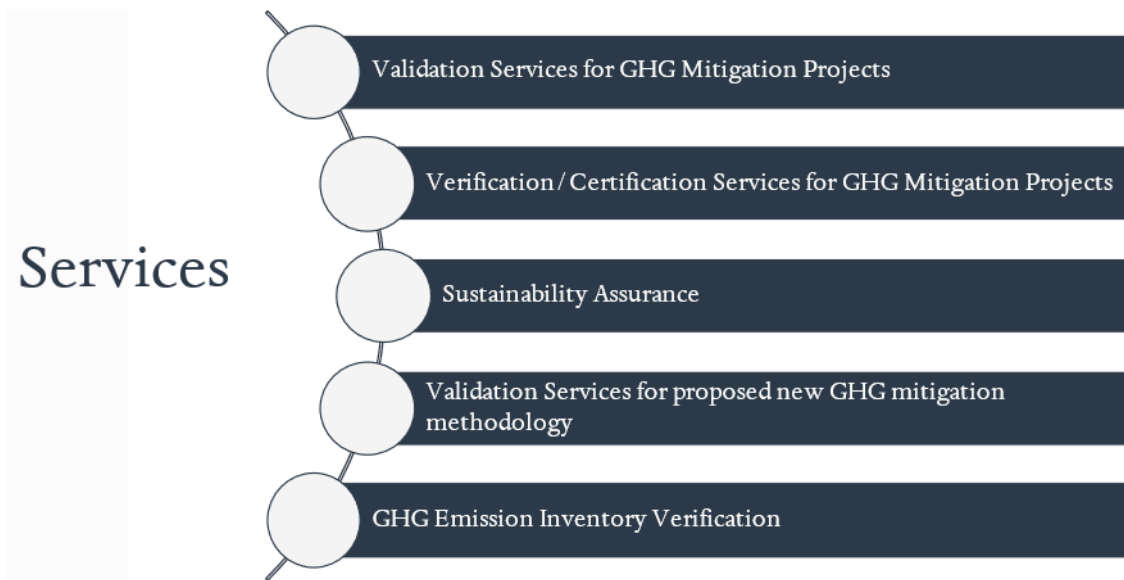 Services
Validation Services for GHG Mitigation Projects
Verification / Certification Services for GHG Mitigation Projects
Sustainability Assurance
Validation Services for proposed new GHG mitigation
methodology
GHG Emission Inventory Verification